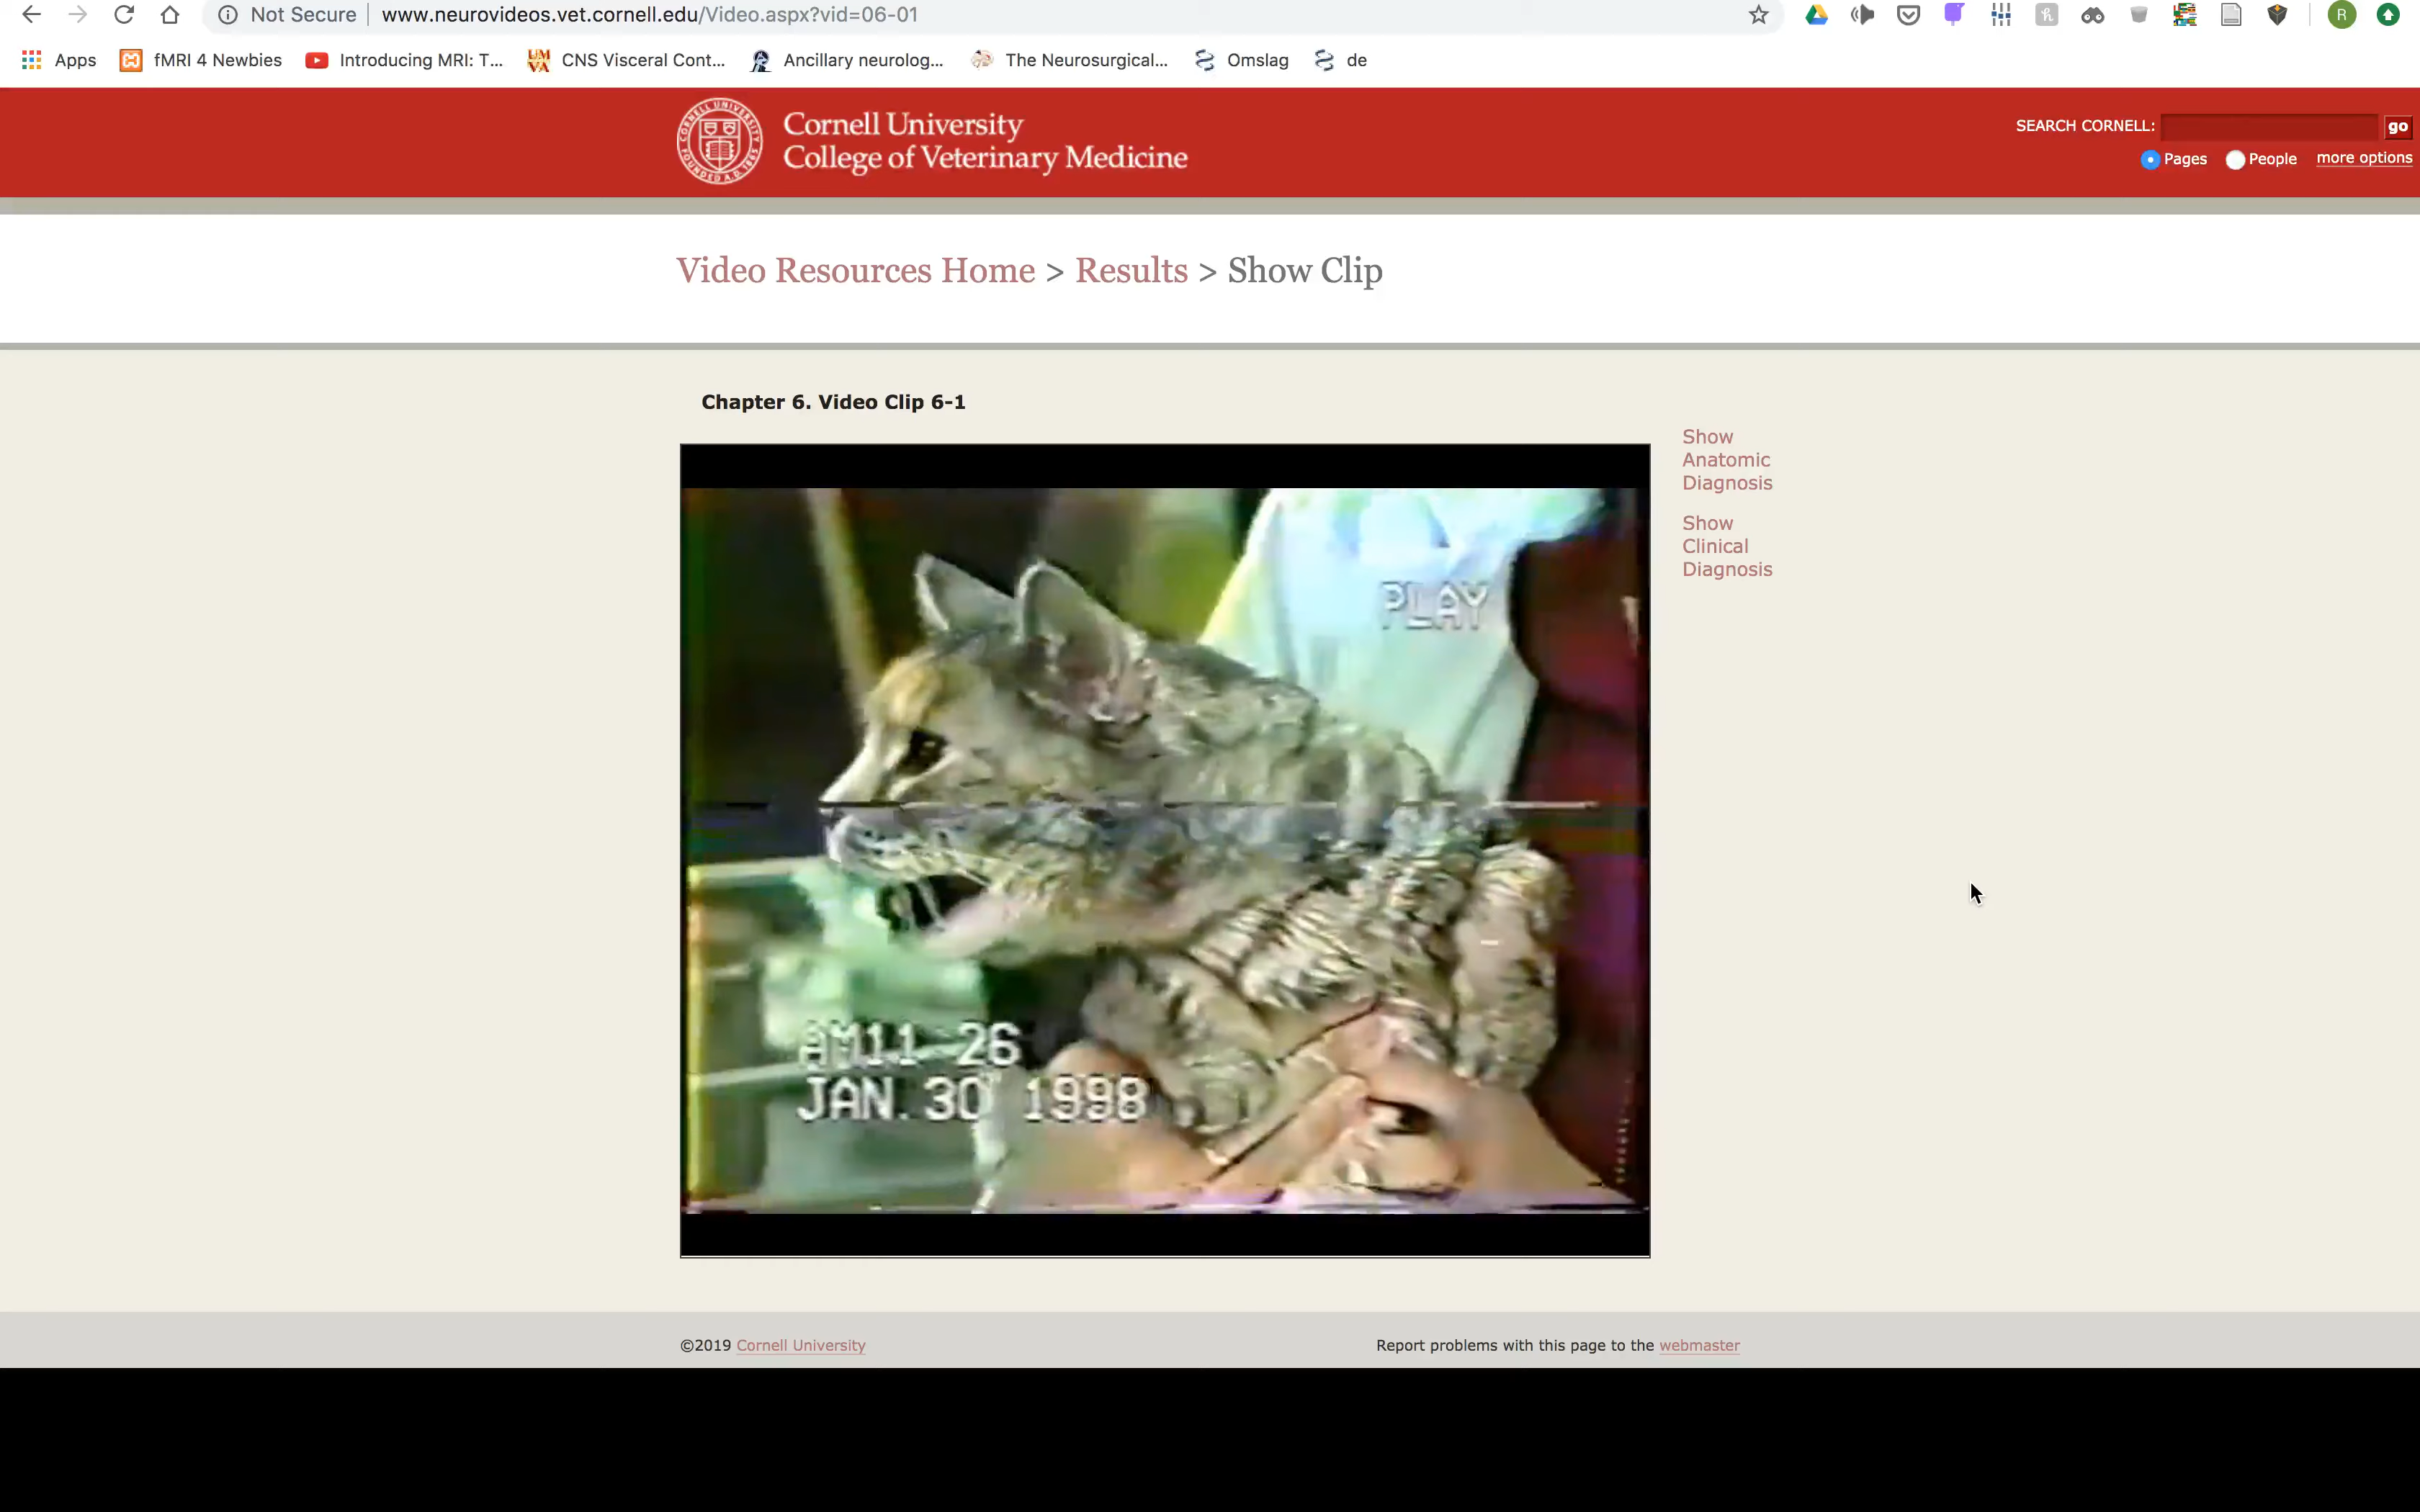 Not Secure www.neurovideos.vet.cornell.edu/Video.aspx?vid=06-01
R
Apps fMRI 4 Newbies Introducing MRI: T... CNS Visceral Cont... Ancillary neurolog... The Neurosurgical... Omslag de
Cornell University
College of Veterinary Medicine
SEARCH CORNELL: go
Pages People more options
Video Resources Home > Results > Show Clip
Chapter 6. Video Clip 6-1
Show
Anatomic
Diagnosis
Show
Clinical
Diagnosis
PLAY
AM11-26
JAN. 30 1998
©2019 Cornell University Report problems with this page to the webmaster